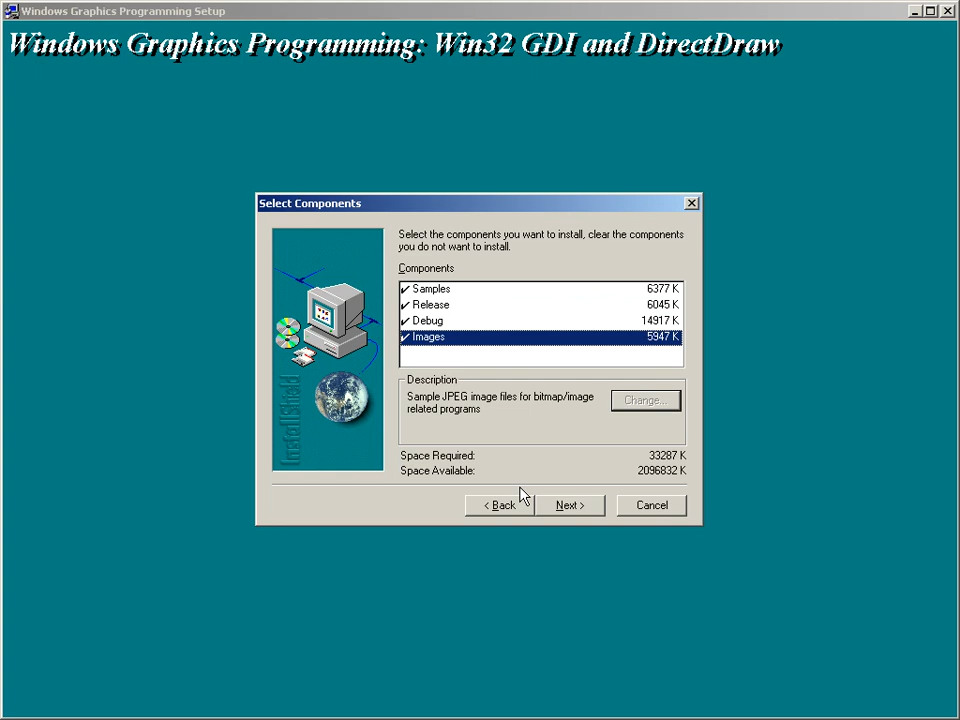 Windows Graphics Programming Setup
Windows Graphics Programming: Win32 GDI and DirectDraw
Select Components
Select the components you want to install, clear the components
you do not want to install.
Components
Samples 6377 K
Release 6045 K
Debug 14917 K
Images 5947 K
Description
Sample JPEG image files for bitmap/image
related programs
Change...
Space Required: 33287 K
Space Available: 2096832 K
InstallShield
< Back
Next >
Cancel